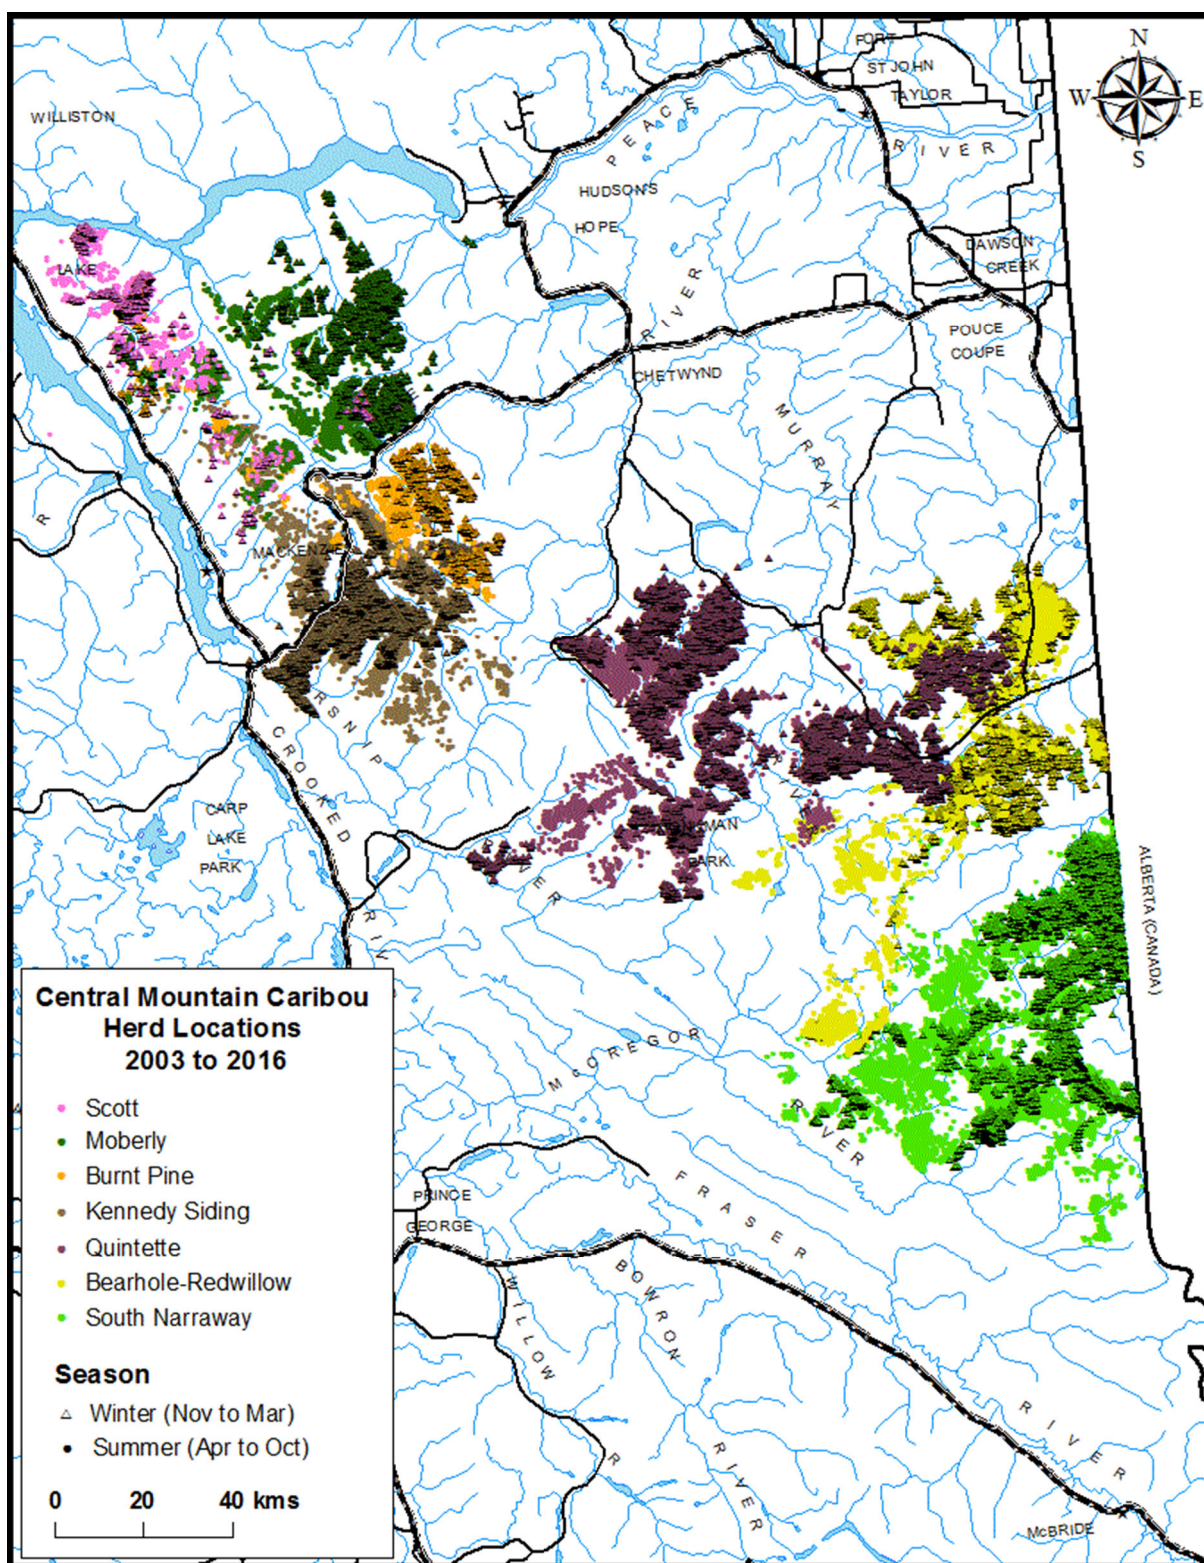 N
FORT
ST JOHN
TAYLOR
W
E
S
WILLISTON
PEACE
RIVER
HUDSON'S
HOPE
LAKE
DAWSON
CREEK
RIVER
POUCE
COUPE
CHETWYND
MURRAY
R
MACKENZIE
RSNIP
CROOKED
CARP
LAKE
PARK
RIV
RIVER
PARK
ALBERTA (CANADA)
McGREGOR
RIVER
FRASER
PRINCE
GEORGE
WILLOW
BOWRON
R
RIVER
RIVER
McBRIDE
Central Mountain Caribou
Herd Locations
2003 to 2016
Scott
Moberly
Burnt Pine
Kennedy Siding
Quintette
Bearhole-Redwillow
South Narraway
Season
Winter (Nov to Mar)
Summer (Apr to Oct)
0 20 40 kms